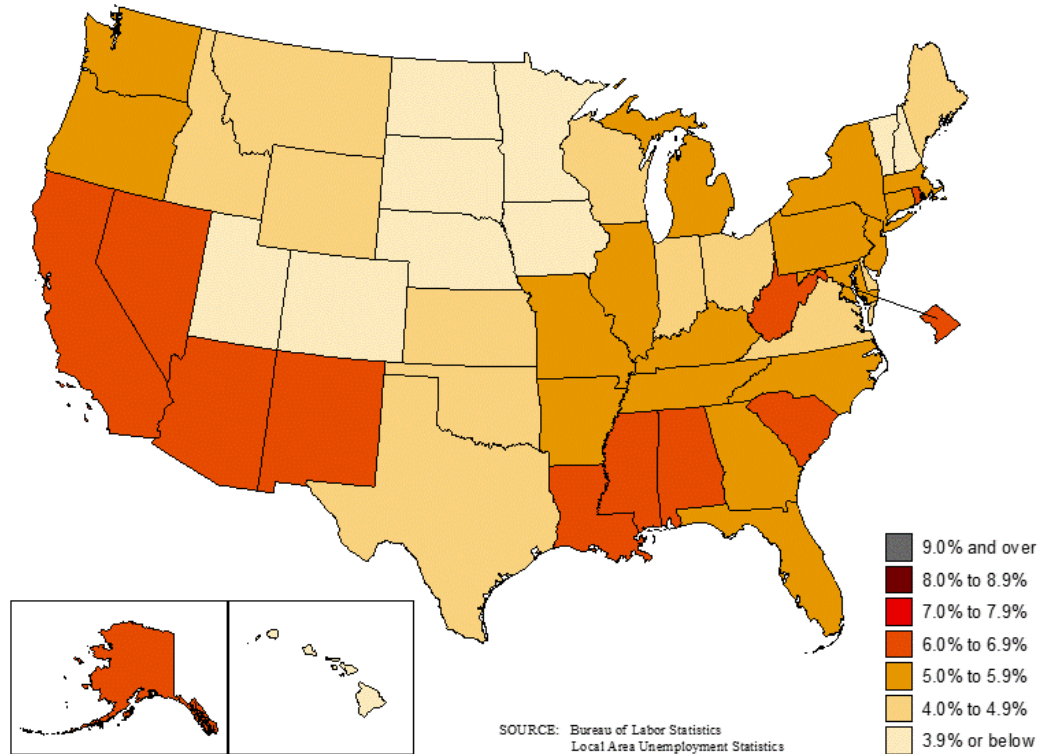 9.0% and over
8.0% to 8.9%
7.0% to 7.9%
6.0% to 6.9%
5.0% to 5.9%
4.0% to 4.9%
3.9% or below
SOURCE: Bureau of Labor Statistics
Local Area Unemployment Statistics